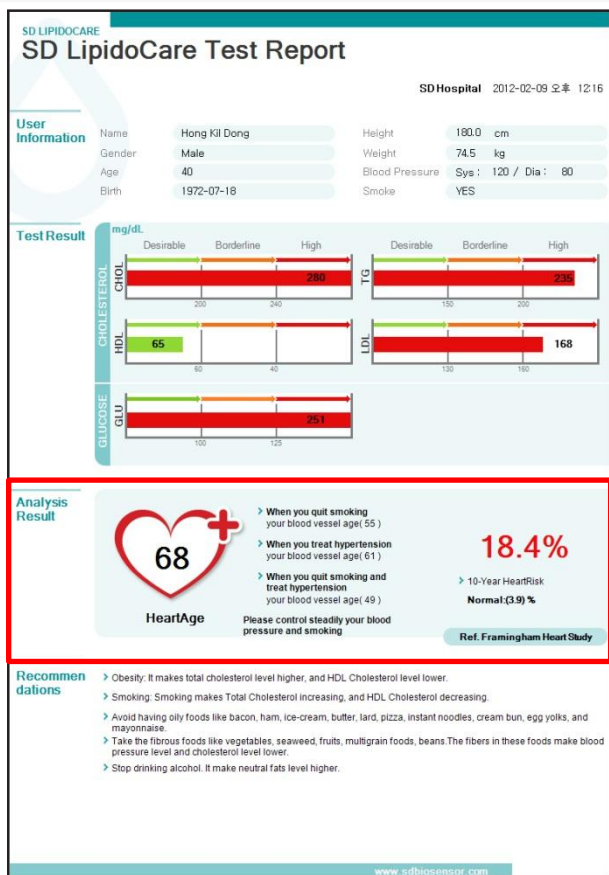 SD LIPIDOCARE
SD LipidoCare Test Report
SD Hospital 2012-02-09 오후 12:16
User
Information
Name Hong Kil Dong Height 180.0 cm
Gender Male Weight 74.5 kg
Age 40 Blood Pressure Sys : 120 / Dia : 80
Birth 1972-07-18 Smoke YES
Test Result
mg/dL
Desirable Borderline High Desirable Borderline High
CHOLESTEROL
CHOL 280 TG 235
200 240 150 200
HDL 65 LDL 168
60 40 130 160
GLUCOSE
GLU 251
100 125
Analysis
Result
68
HeartAge
When you quit smoking
your blood vessel age( 55 )
When you treat hypertension
your blood vessel age( 61 )
When you quit smoking and
treat hypertension
your blood vessel age( 49 )
Please control steadily your blood
pressure and smoking
18.4%
10-Year HeartRisk
Normal:(3.9) %
Ref. Framingham Heart Study
Recommen
dations
Obesity: It makes total cholesterol level higher, and HDL Cholesterol level lower.
Smoking: Smoking makes Total Cholesterol increasing, and HDL Cholesterol decreasing.
Avoid having oily foods like bacon, ham, ice-cream, butter, lard, pizza, instant noodles, cream bun, egg yolks, and
mayonnaise.
Take the fibrous foods like vegetables, seaweed, fruits, multigrain foods, beans.The fibers in these foods make blood
pressure level and cholesterol level lower.
Stop drinking alcohol. It make neutral fats level higher.
www.sdbiosensor.com